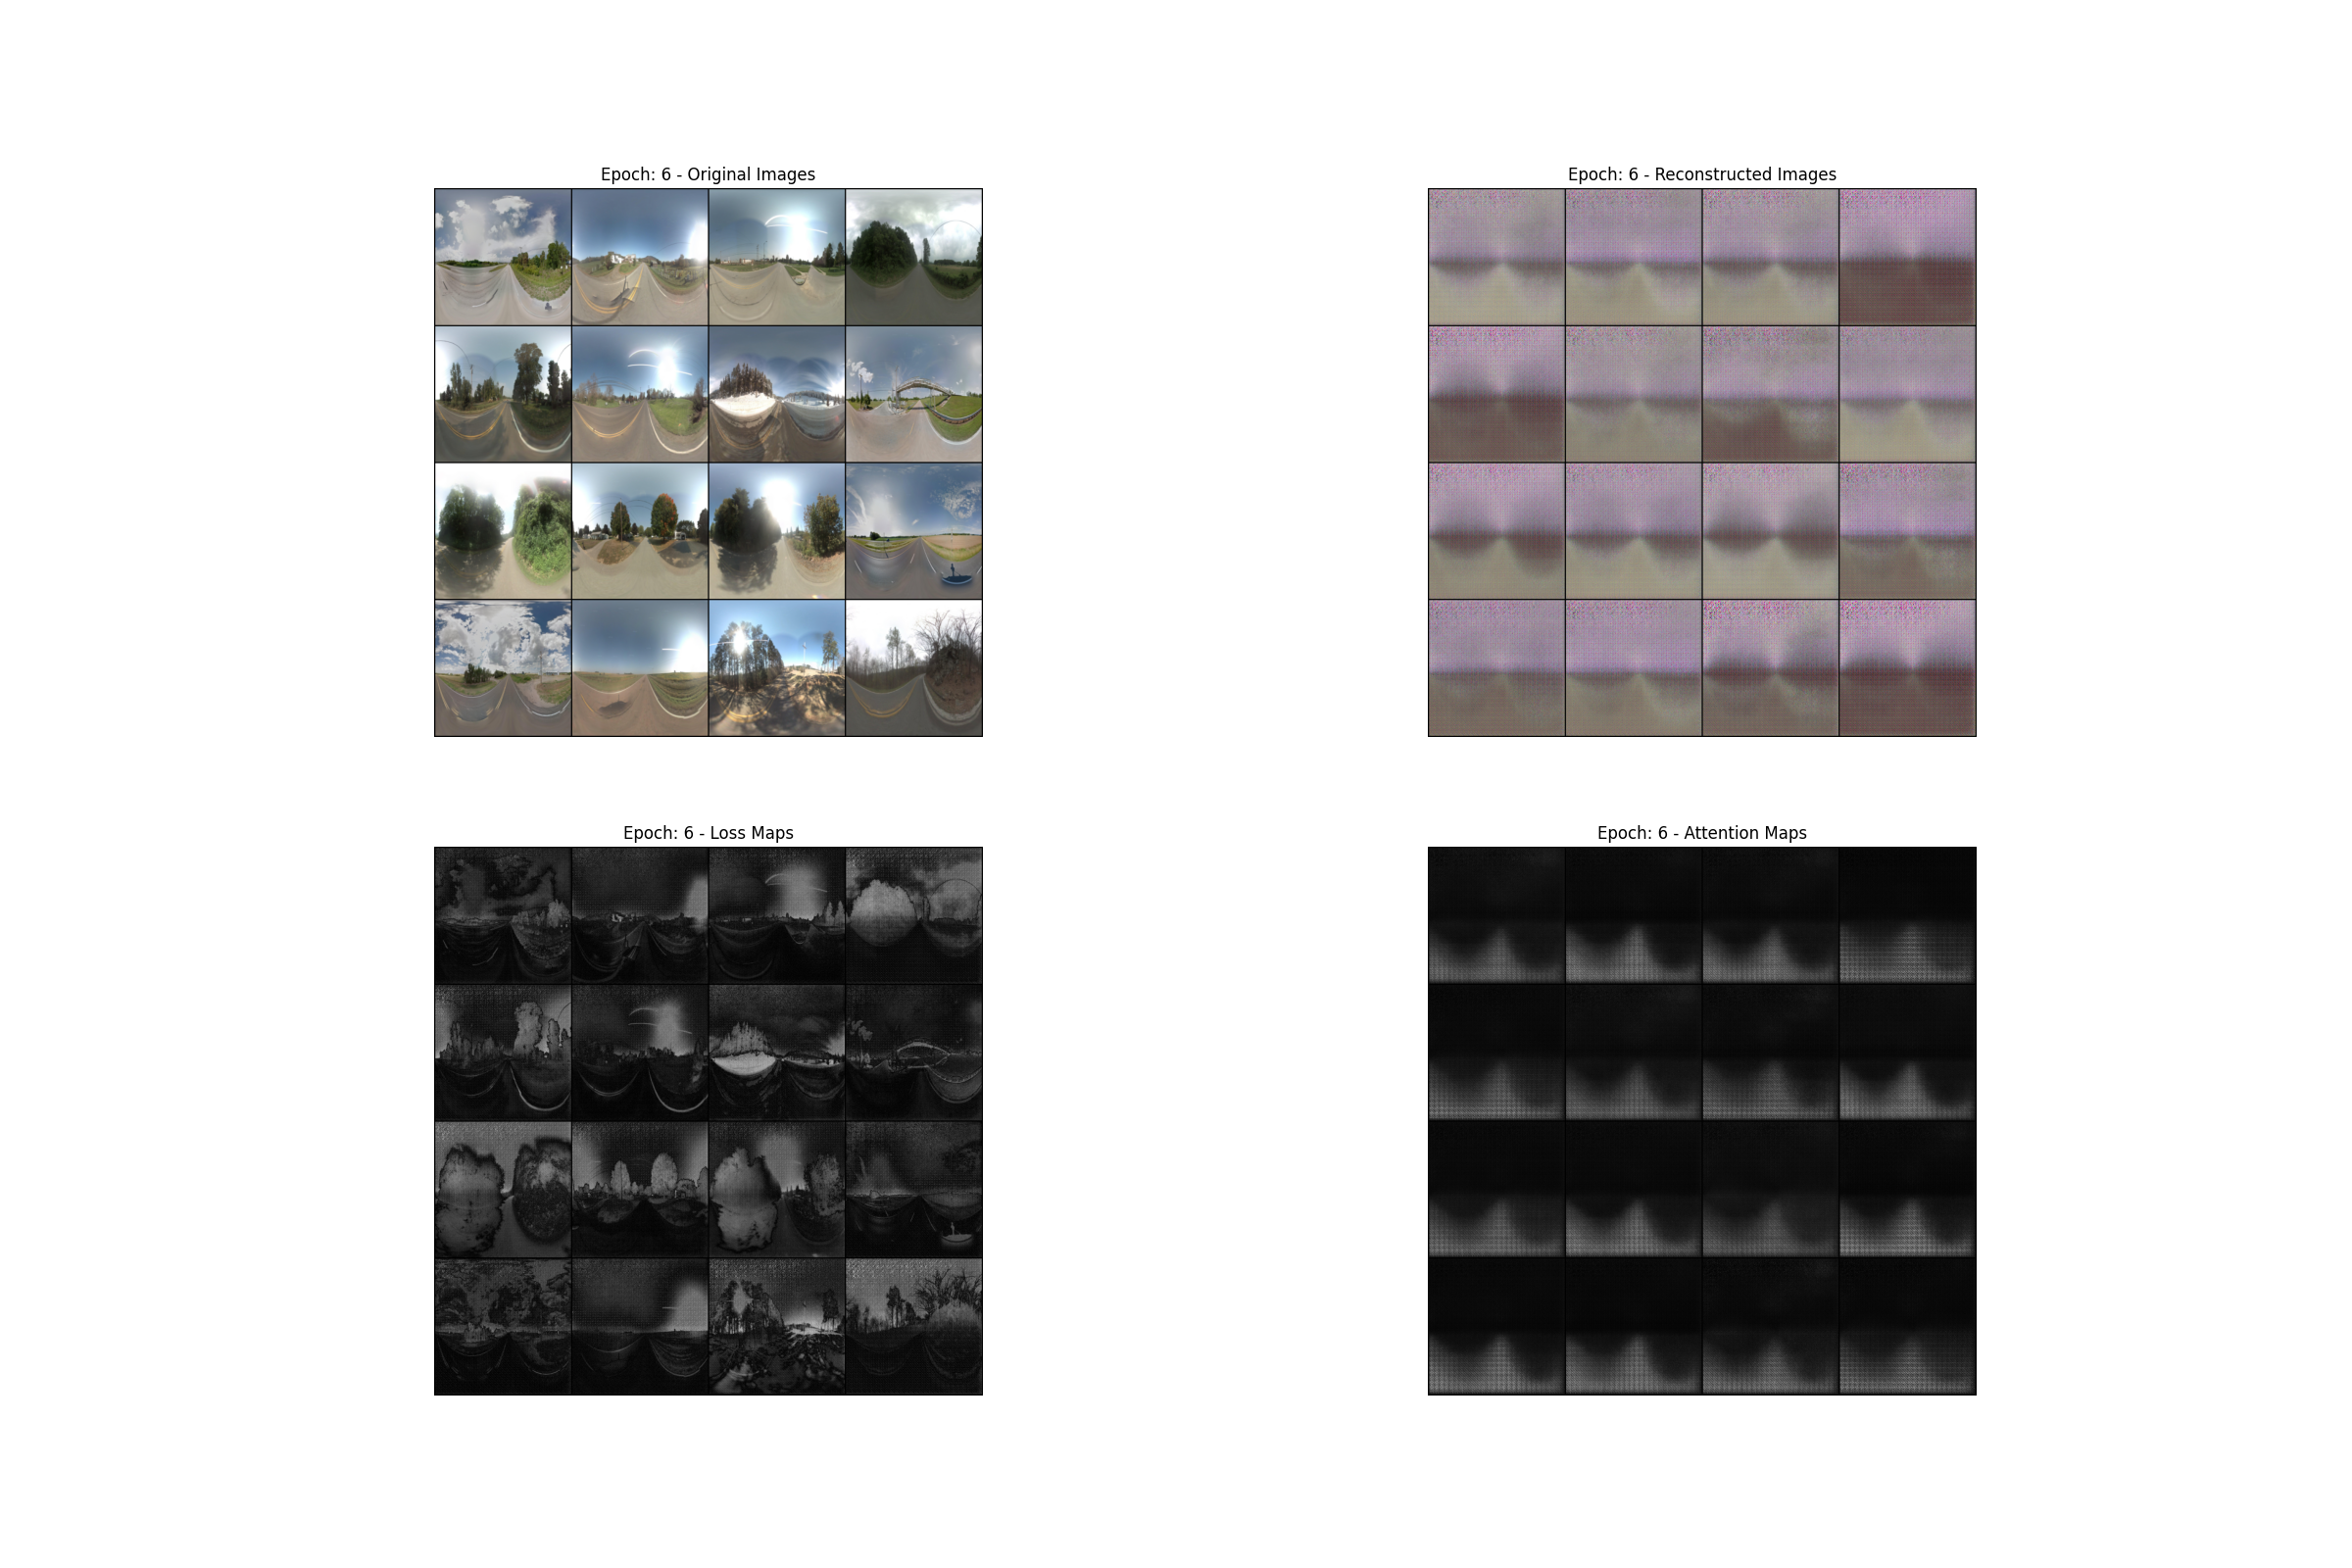 Epoch: 6 - Original Images
Epoch: 6 - Reconstructed Images
Epoch: 6 - Loss Maps
Epoch: 6 - Attention Maps